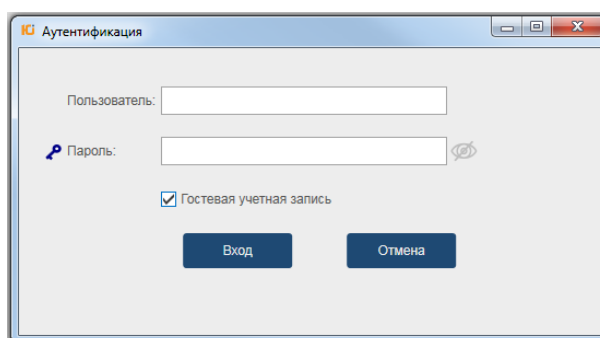 Аутентификация
Пользователь:
Пароль:
Гостевая учетная запись
Вход Отмена